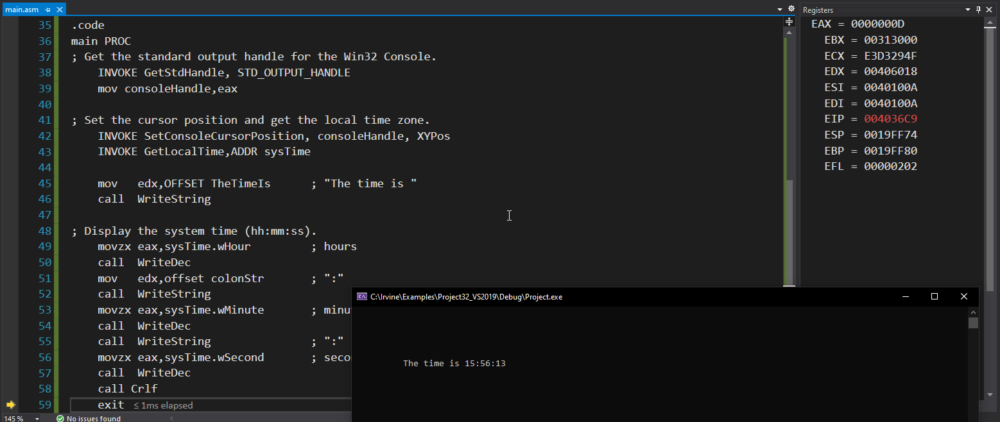 main.asm
Registers
35 .code
36 main PROC
37 ; Get the standard output handle for the Win32 Console.
38 INVOKE GetStdHandle, STD_OUTPUT_HANDLE
39 mov consoleHandle,eax
40
41 ; Set the cursor position and get the local time zone.
42 INVOKE SetConsoleCursorPosition, consoleHandle, XYPos
43 INVOKE GetLocalTime,ADDR sysTime
44
45 mov edx,OFFSET TheTimeIs ; "The time is "
46 call WriteString
47
48 ; Display the system time (hh:mm:ss).
49 movzx eax,sysTime.wHour ; hours
50 call WriteDec
51 mov edx,offset colonStr ; ":"
52 call WriteString
53 movzx eax,sysTime.wMinute ; minu
54 call WriteDec
55 call WriteString ; ":"
56 movzx eax,sysTime.wSecond ; seco
57 call WriteDec
58 call Crlf
59 exit ≤ 1ms elapsed
145 %
No issues found
EAX = 0000000D
EBX = 00313000
ECX = E3D3294F
EDX = 00406018
ESI = 0040100A
EDI = 0040100A
EIP = 004036C9
ESP = 0019FF74
EBP = 0019FF80
EFL = 00000202
C:\Irvine\Examples\Project32_VS2019\Debug\Project.exe
The time is 15:56:13